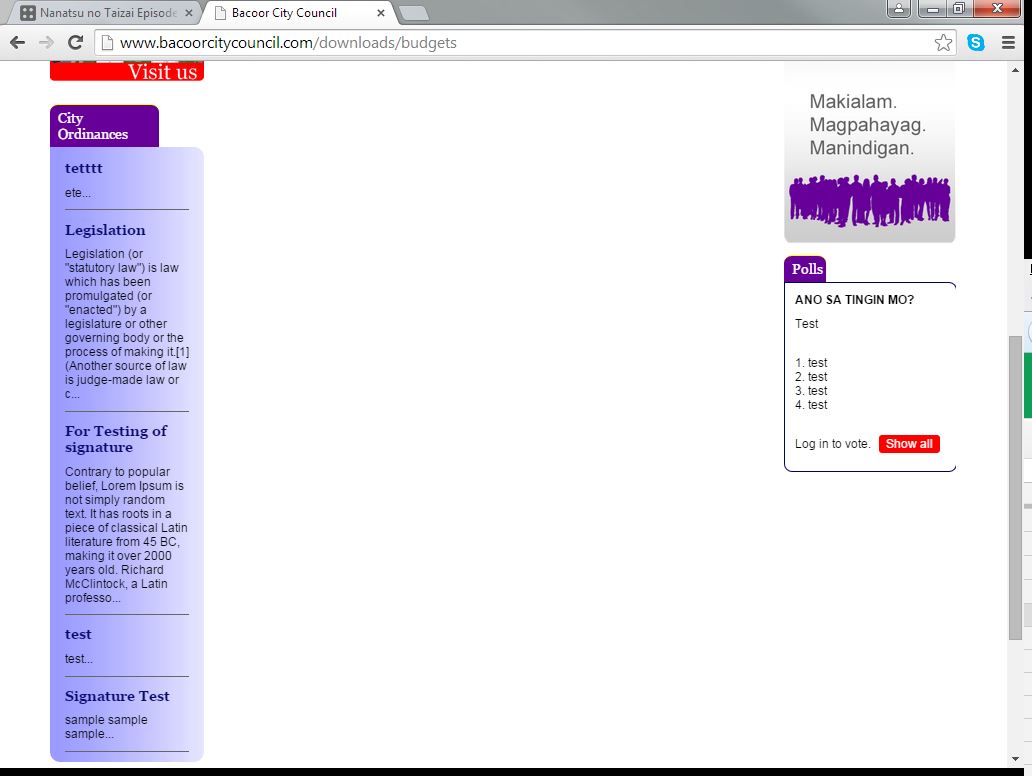 Nanatsu no Taizai Episode
Bacoor City Council
www.bacoorcitycouncil.com/downloads/budgets
Visit us
City
Ordinances
tetttt
ete...
Legislation
Legislation (or
"statutory law") is law
which has been
promulgated (or
"enacted") by a
legislature or other
governing body or the
process of making it.[1]
(Another source of law
is judge-made law or
c...
For Testing of
signature
Contrary to popular
belief, Lorem Ipsum is
not simply random
text. It has roots in a
piece of classical Latin
literature from 45 BC,
making it over 2000
years old. Richard
McClintock, a Latin
professo...
test
test...
Signature Test
sample sample
sample...
Makialam.
Magpahayag.
Manindigan.
Polls
ANO SA TINGIN MO?
Test
1. test
2. test
3. test
4. test
Log in to vote. Show all